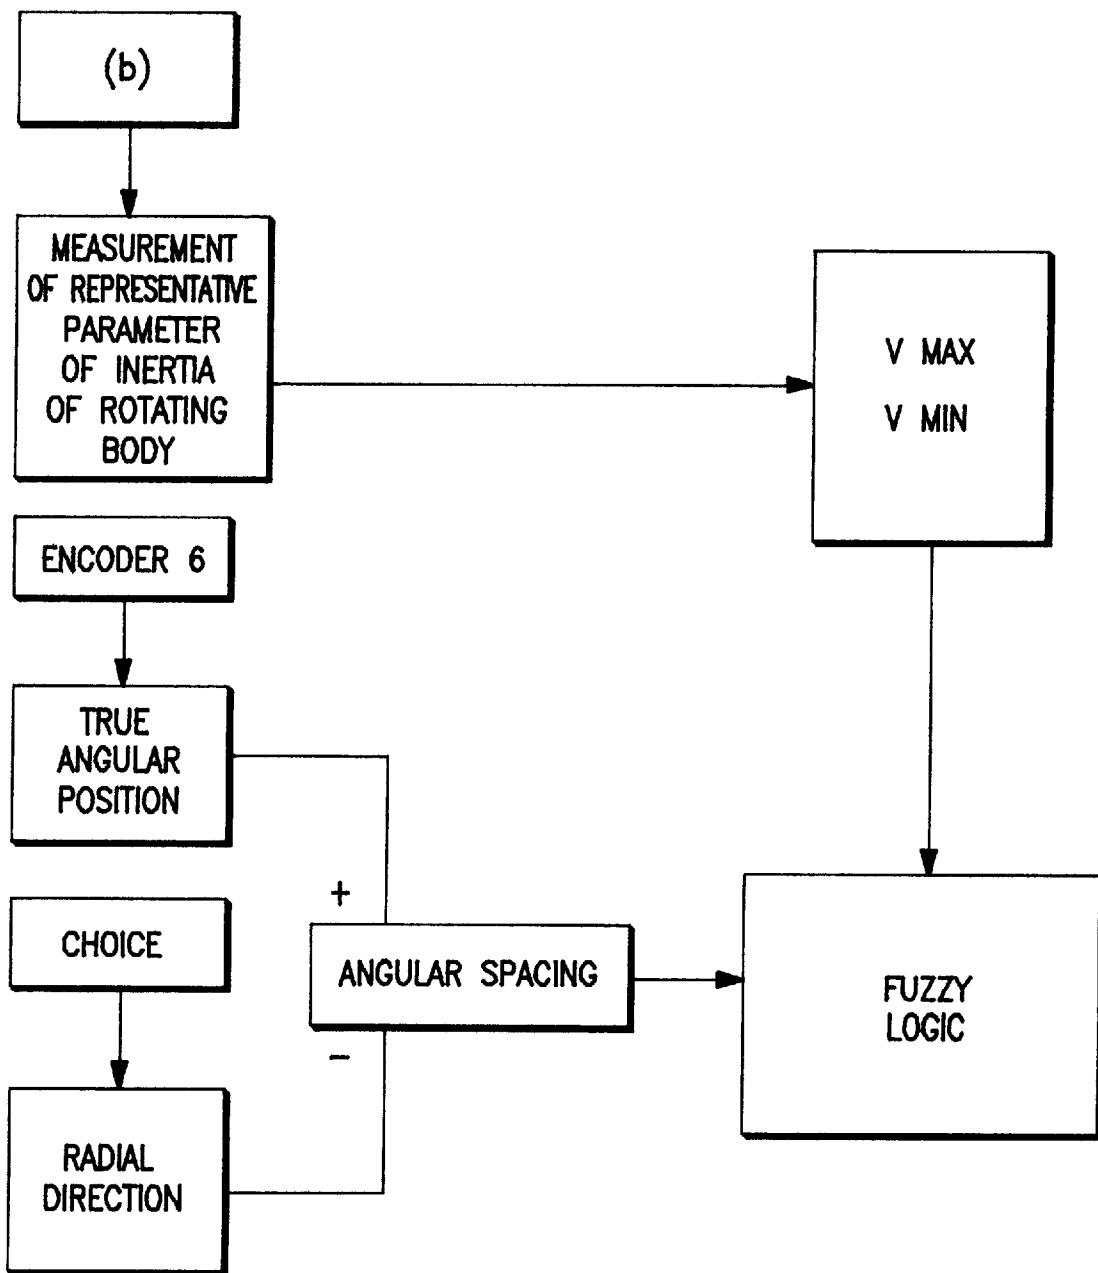 (b)
MEASUREMENT
OF REPRESENTATIVE
PARAMETER
OF INERTIA
OF ROTATING
BODY
V MAX
V MIN
ENCODER 6
TRUE
ANGULAR
POSITION
+
CHOICE
ANGULAR SPACING
-
FUZZY
LOGIC
RADIAL
DIRECTION